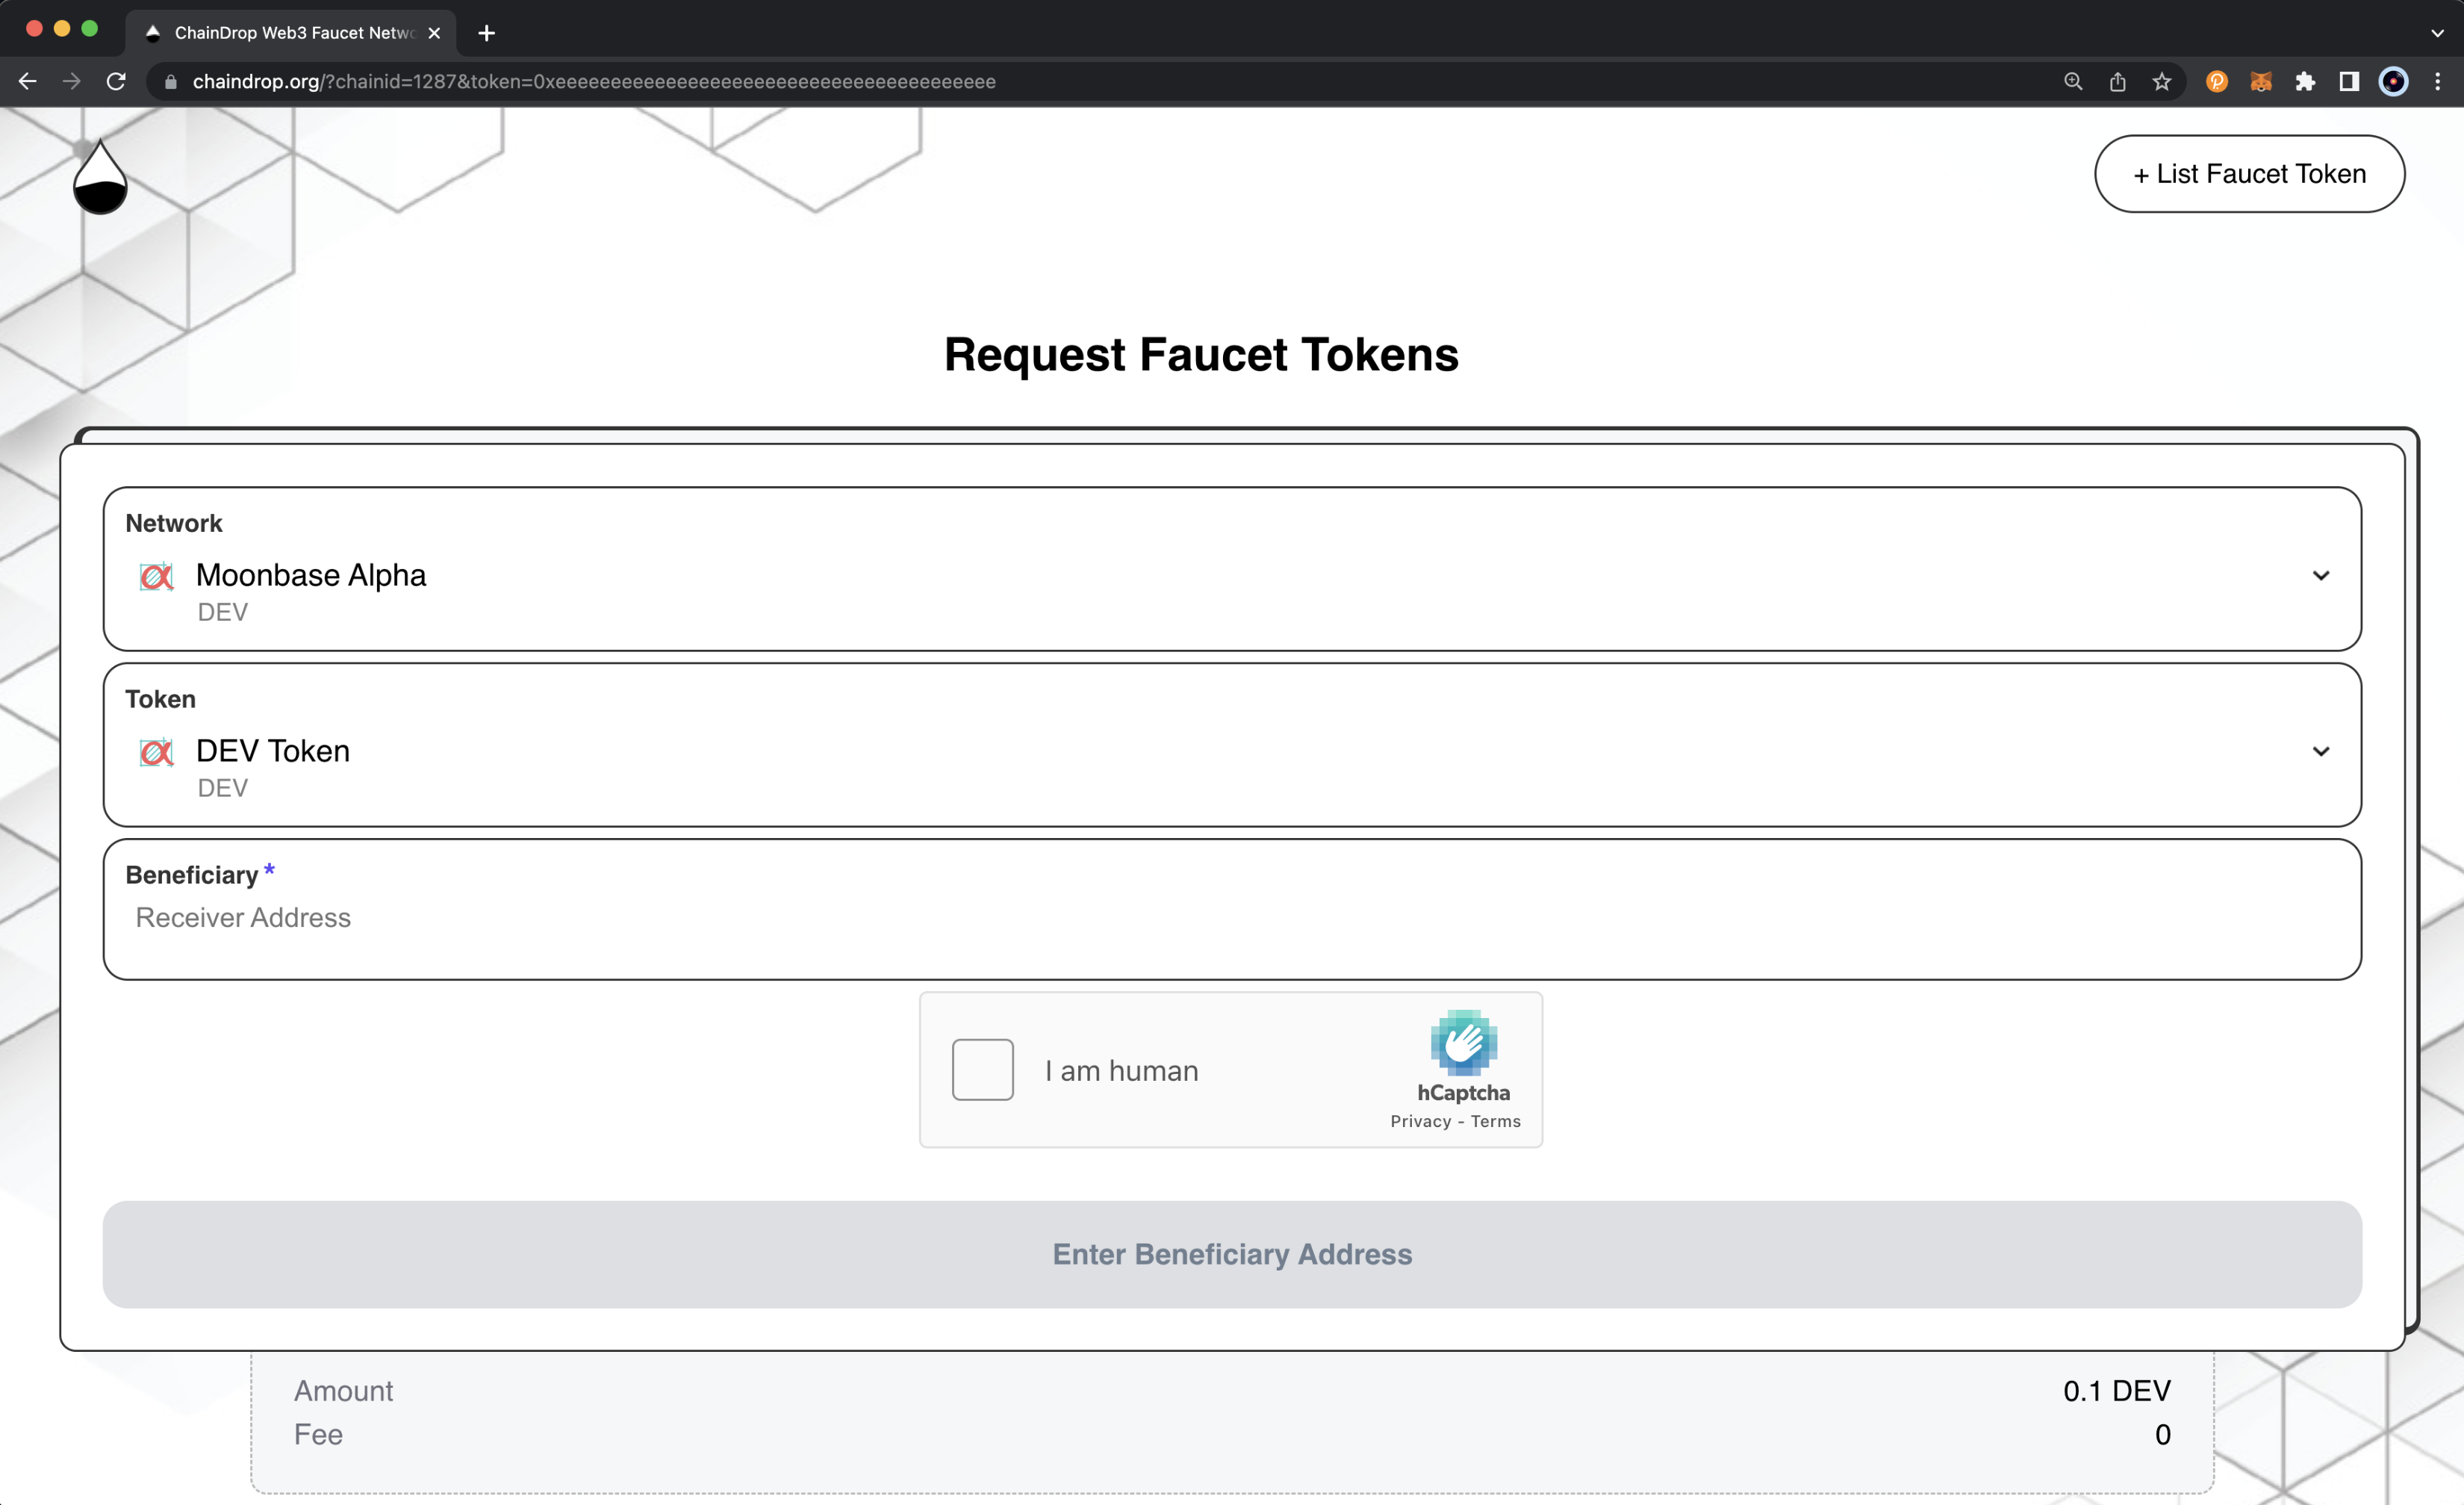 ChainDrop Web3 Faucet Netwo
chaindrop.org/?chainid=1287&token=0xeeeeeeeeeeeeeeeeeeeeeeeeeeeeeeeeeeeeeeee
+ List Faucet Token
Request Faucet Tokens
Network
Moonbase Alpha
DEV
Token
DEV Token
DEV
Beneficiary *
Receiver Address
I am human
hCaptcha
Privacy - Terms
Enter Beneficiary Address
Amount 0.1 DEV
Fee 0